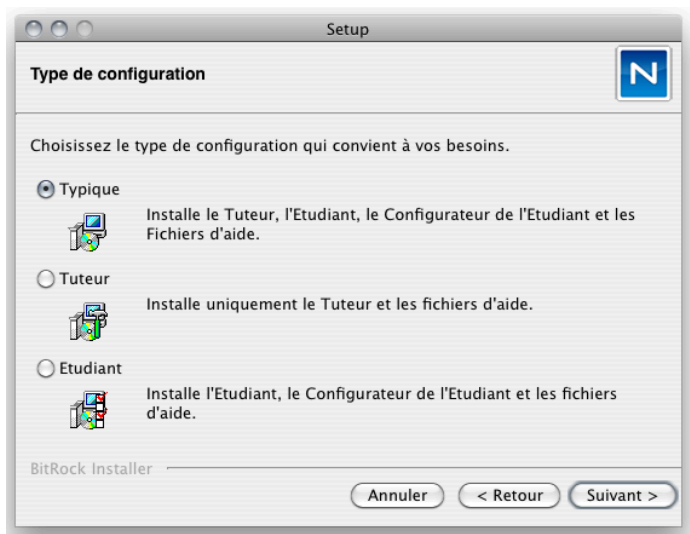 Setup
Type de configuration
N
Choisissez le type de configuration qui convient à vos besoins.
Typique
Installe le Tuteur, l'Etudiant, le Configurateur de l'Etudiant et les
Fichiers d'aide.
Tuteur
Installe uniquement le Tuteur et les fichiers d'aide.
Etudiant
Installe l'Etudiant, le Configurateur de l'Etudiant et les fichiers
d'aide.
BitRock Installer
Annuler < Retour Suivant >